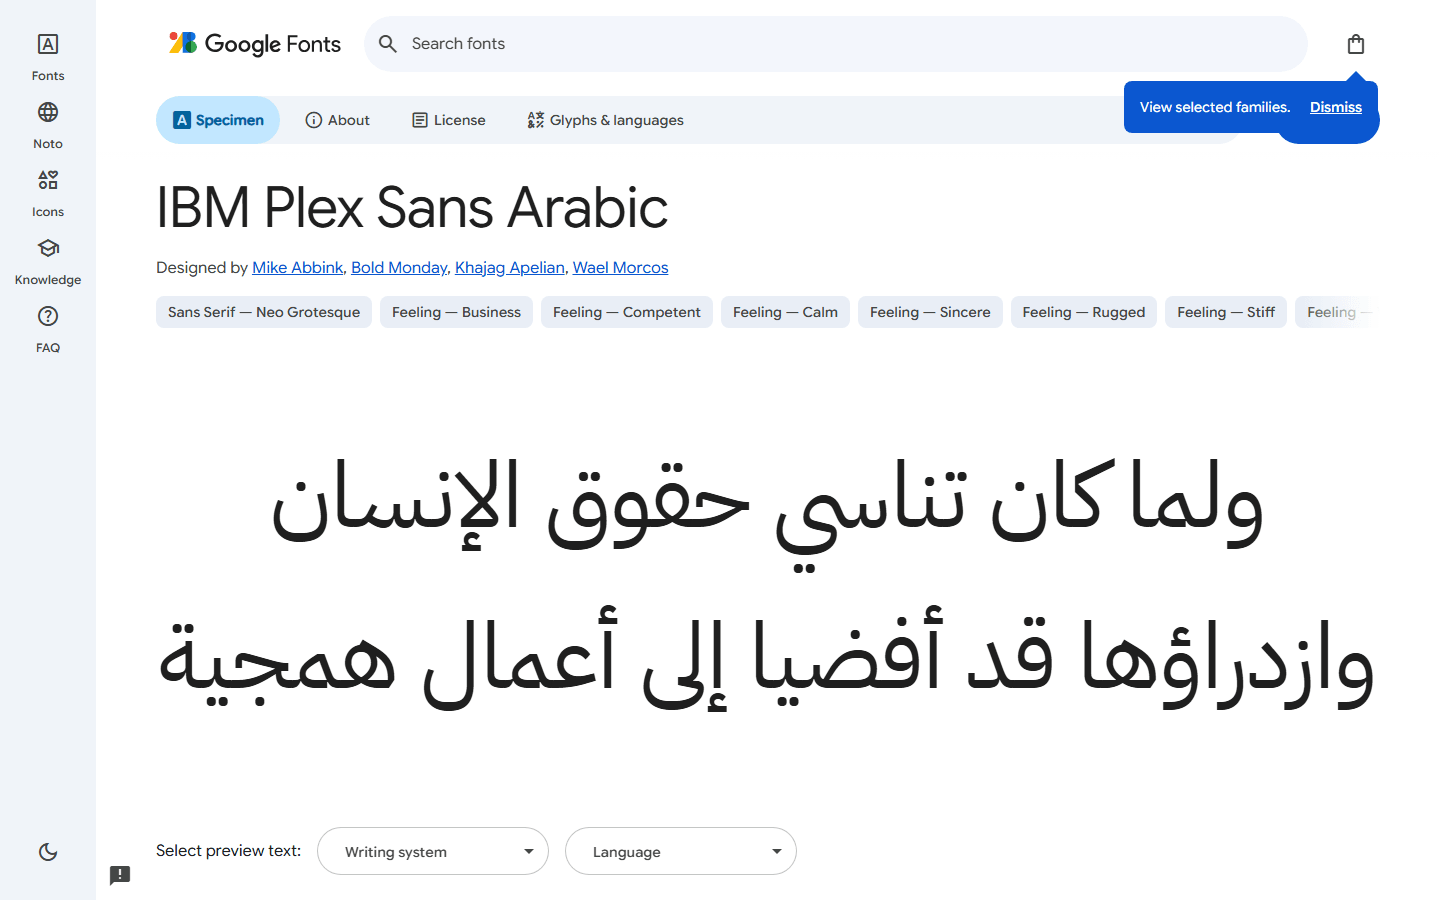 Fonts
Noto
Icons
Knowledge
FAQ
Google Fonts
Search fonts
View selected families. Dismiss
Specimen
About
License
Glyphs & languages
IBM Plex Sans Arabic
Designed by Mike Abbink, Bold Monday, Khajag Apelian, Wael Morcos
Sans Serif — Neo Grotesque
Feeling — Business
Feeling — Competent
Feeling — Calm
Feeling — Sincere
Feeling — Rugged
Feeling — Stiff
Feeling —
ولما كان تناسي حقوق الإنسان
وازدراؤها قد أفضيا إلى أعمال همجية
Select preview text:
Writing system
Language